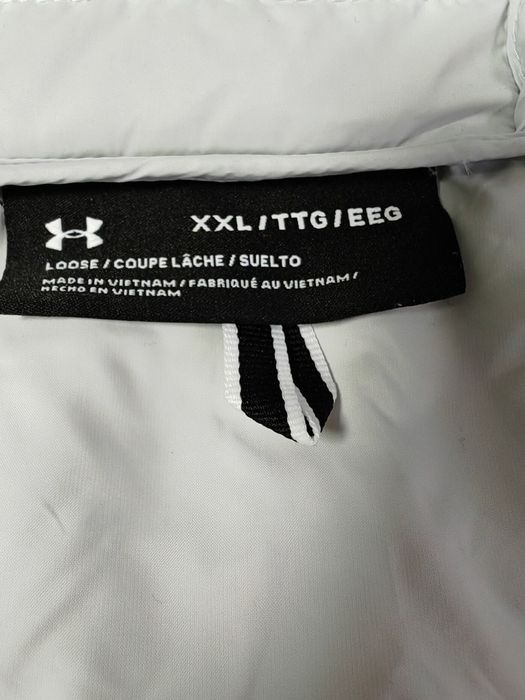 XXL / TTG / EEG
LOOSE / COUPE LÂCHE / SUELTO
MADE IN VIETNAM / FABRIQUÉ AU VIETNAM /
HECHO EN VIETNAM